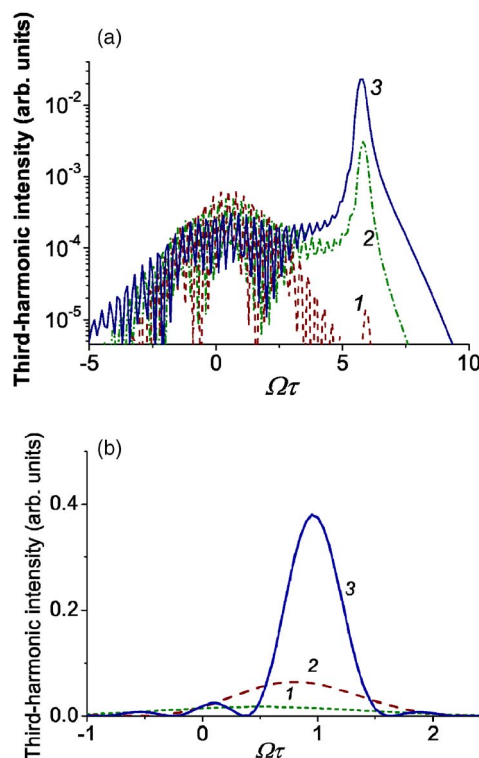 (a)
Third-harmonic intensity (arb. units)
10⁻²
10⁻³
10⁻⁴
10⁻⁵
3
2
1
-5 0 5 10
Ωτ
(b)
Third-harmonic intensity (arb. units)
0.4
0.2
0.0
3
2
1
-1 0 1 2
Ωτ